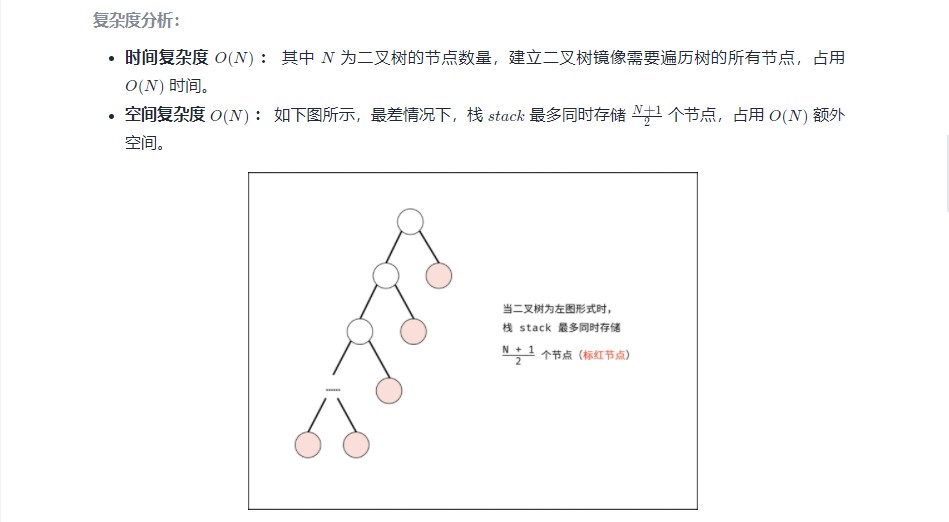 复杂度分析：
• 时间复杂度 O(N) ： 其中 N 为二叉树的节点数量，建立二叉树镜像需要遍历树的所有节点，占用
O(N) 时间。
• 空间复杂度 O(N) ： 如下图所示，最差情况下，栈 stack 最多同时存储 \frac{N+1}{2} 个节点，占用 O(N) 额外
空间。
当二叉树为左图形式时，
栈 stack 最多同时存储
\frac{N + 1}{2} 个节点（标红节点）
……